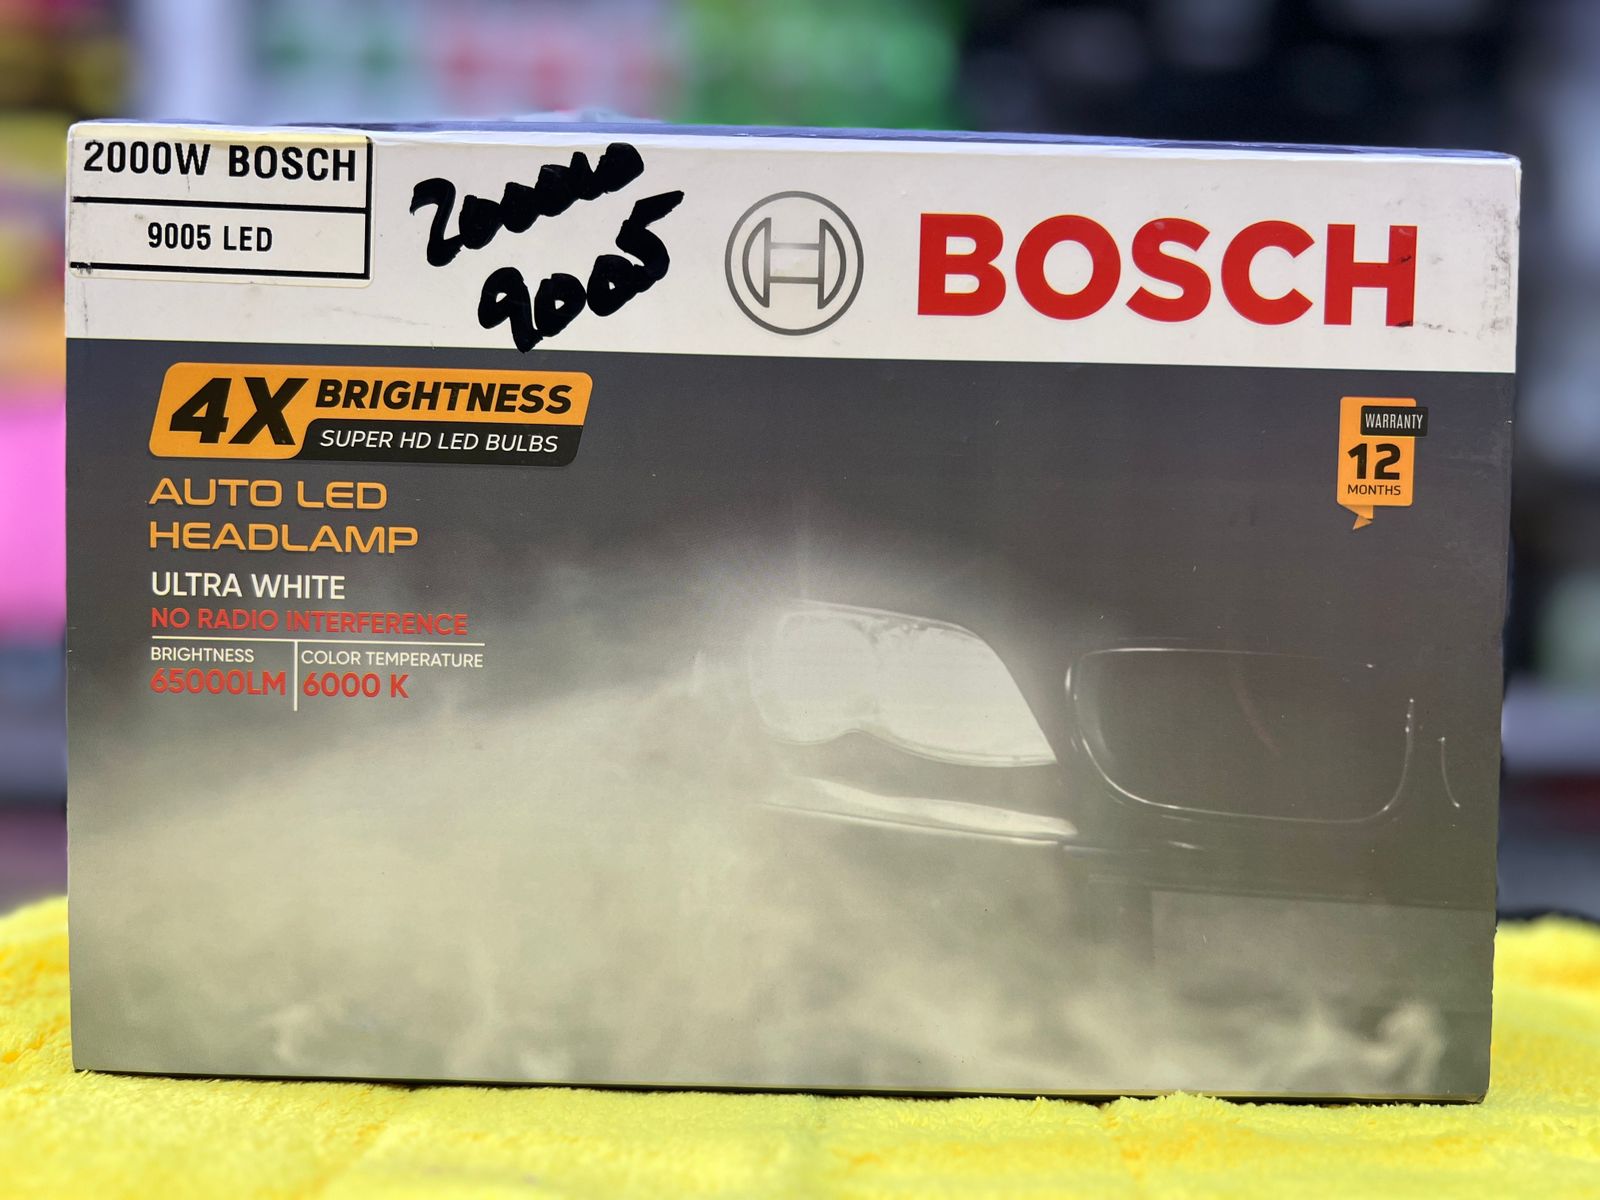 2000W BOSCH
9005 LED
2000W
9005
BOSCH
4X BRIGHTNESS
SUPER HD LED BULBS
WARRANTY
12
MONTHS
AUTO LED
HEADLAMP
ULTRA WHITE
NO RADIO INTERFERENCE
BRIGHTNESS
65000LM
COLOR TEMPERATURE
6000 K